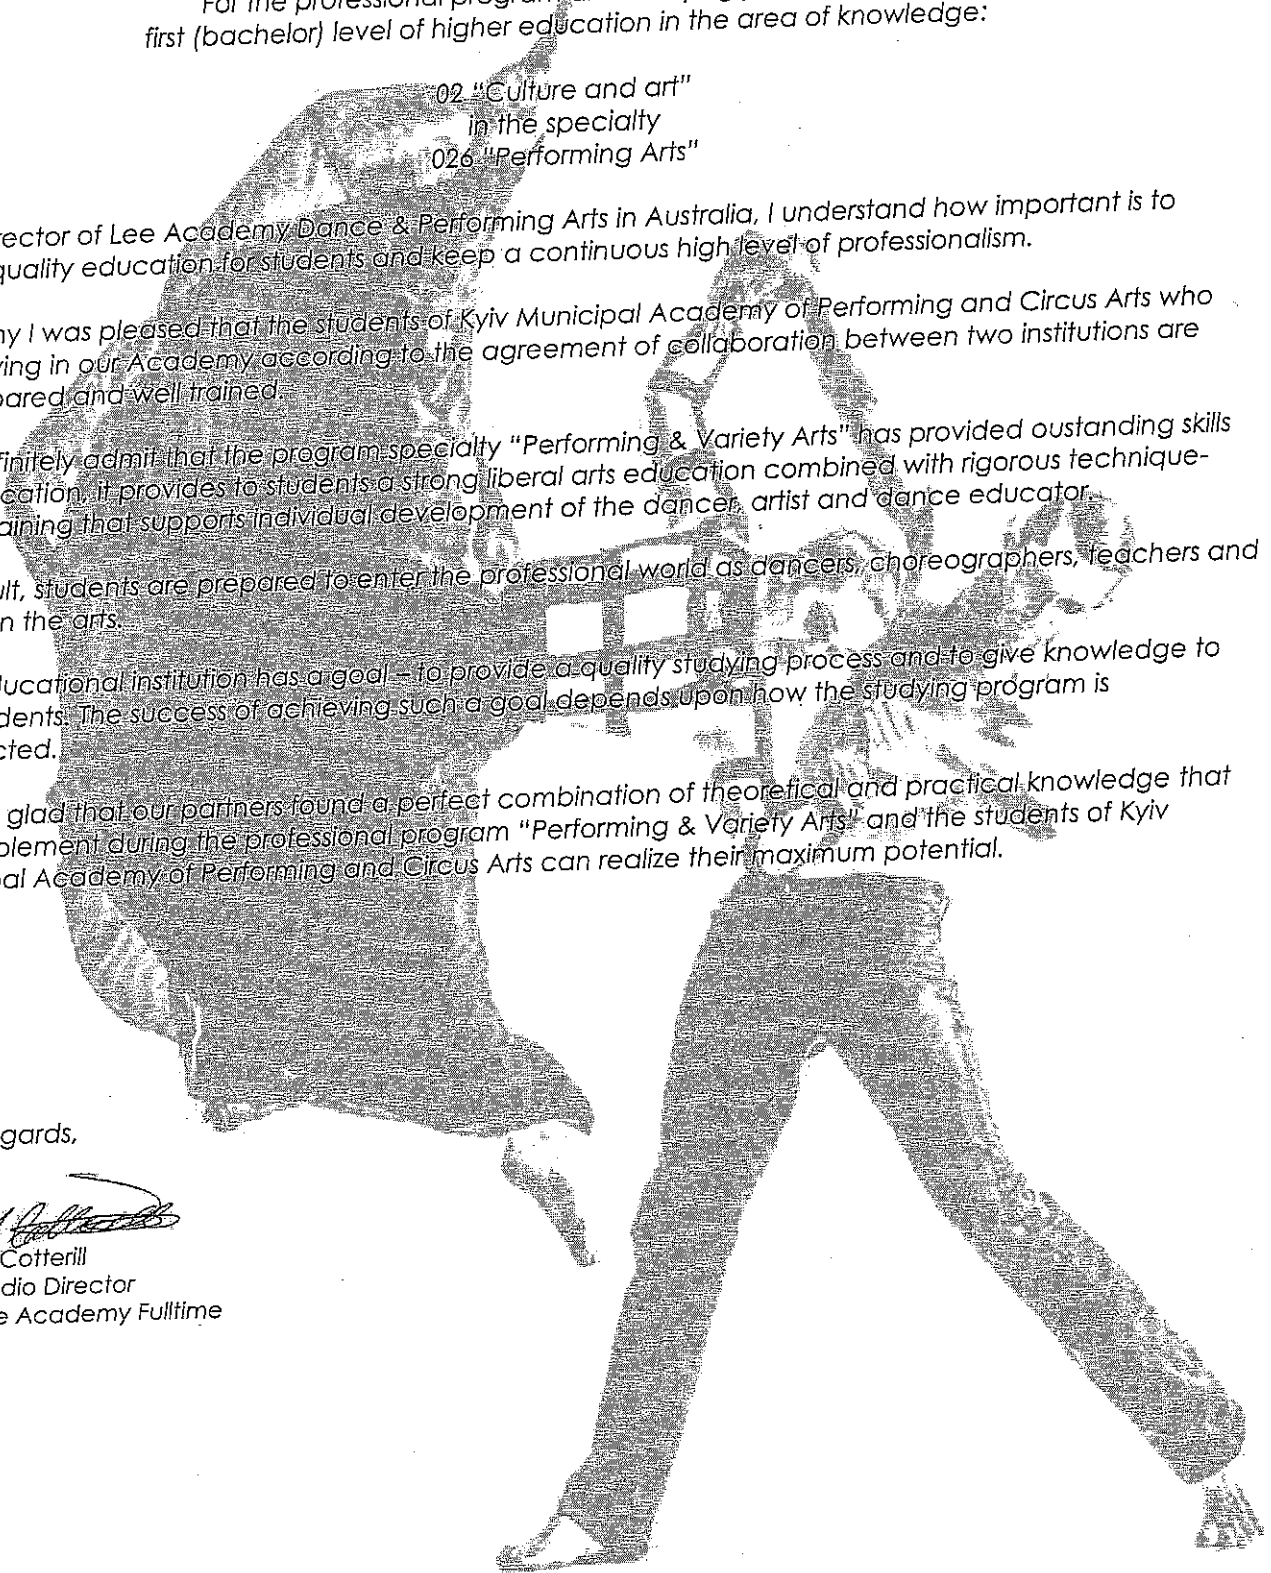 For the professional
first (bachelor) level of higher education in the area of knowledge:
02 "Culture and art"
in the specialty
026 "Performing Arts"
rector of Lee Academy Dance & Performing Arts in Australia, I understand how important is to
quality education for students and keep a continuous high level of professionalism.
ny I was pleased that the students of Kyiv Municipal Academy of Performing and Circus Arts who
ying in our Academy according to the agreement of collaboration between two institutions are
pared and well trained.
finitely admit that the program specialty "Performing & Variety Arts" has provided oustanding skills
cation, it provides to students a strong liberal arts education combined with rigorous technique-
aining that supports individual development of the dancer, artist and dance educator.
ult, students are prepared to enter the professional world as dancers, choreographers, teachers and
n the arts.
ducational institution has a goal – to provide a quality studying process and to give knowledge to
dents. The success of achieving such a goal depends upon how the studying program is
cted.
glad that our partners found a perfect combination of theoretical and practical knowledge that
plement during the professional program "Performing & Variety Arts" and the students of Kyiv
al Academy of Performing and Circus Arts can realize their maximum potential.
gards,
Cotterill
dio Director
e Academy Fulltime